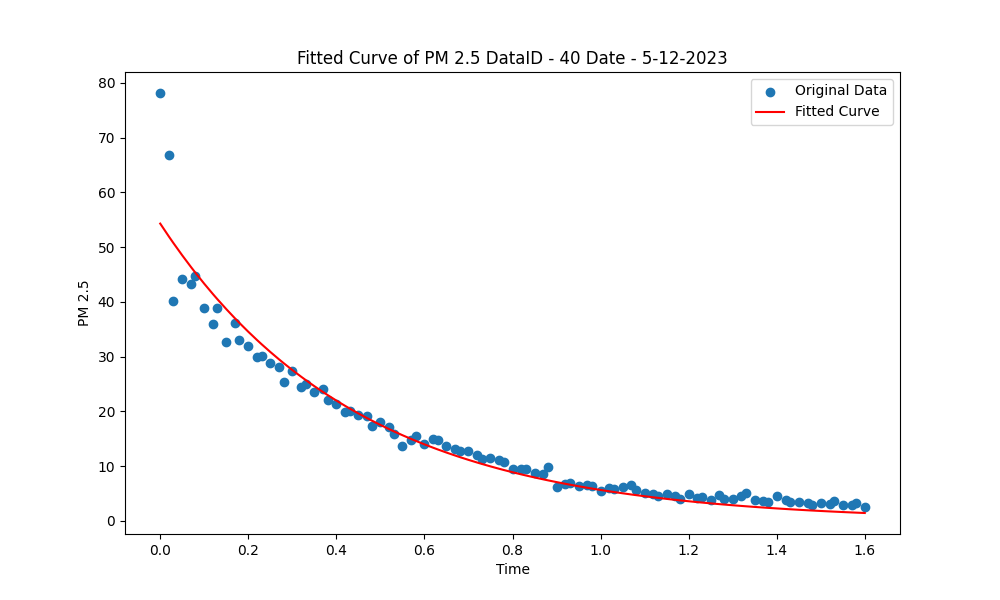 Fitted Curve of PM 2.5 DataID - 40 Date - 5-12-2023
Original Data
Fitted Curve
80
70
60
50
40
30
20
10
0
PM 2.5
0.0 0.2 0.4 0.6 0.8 1.0 1.2 1.4 1.6
Time